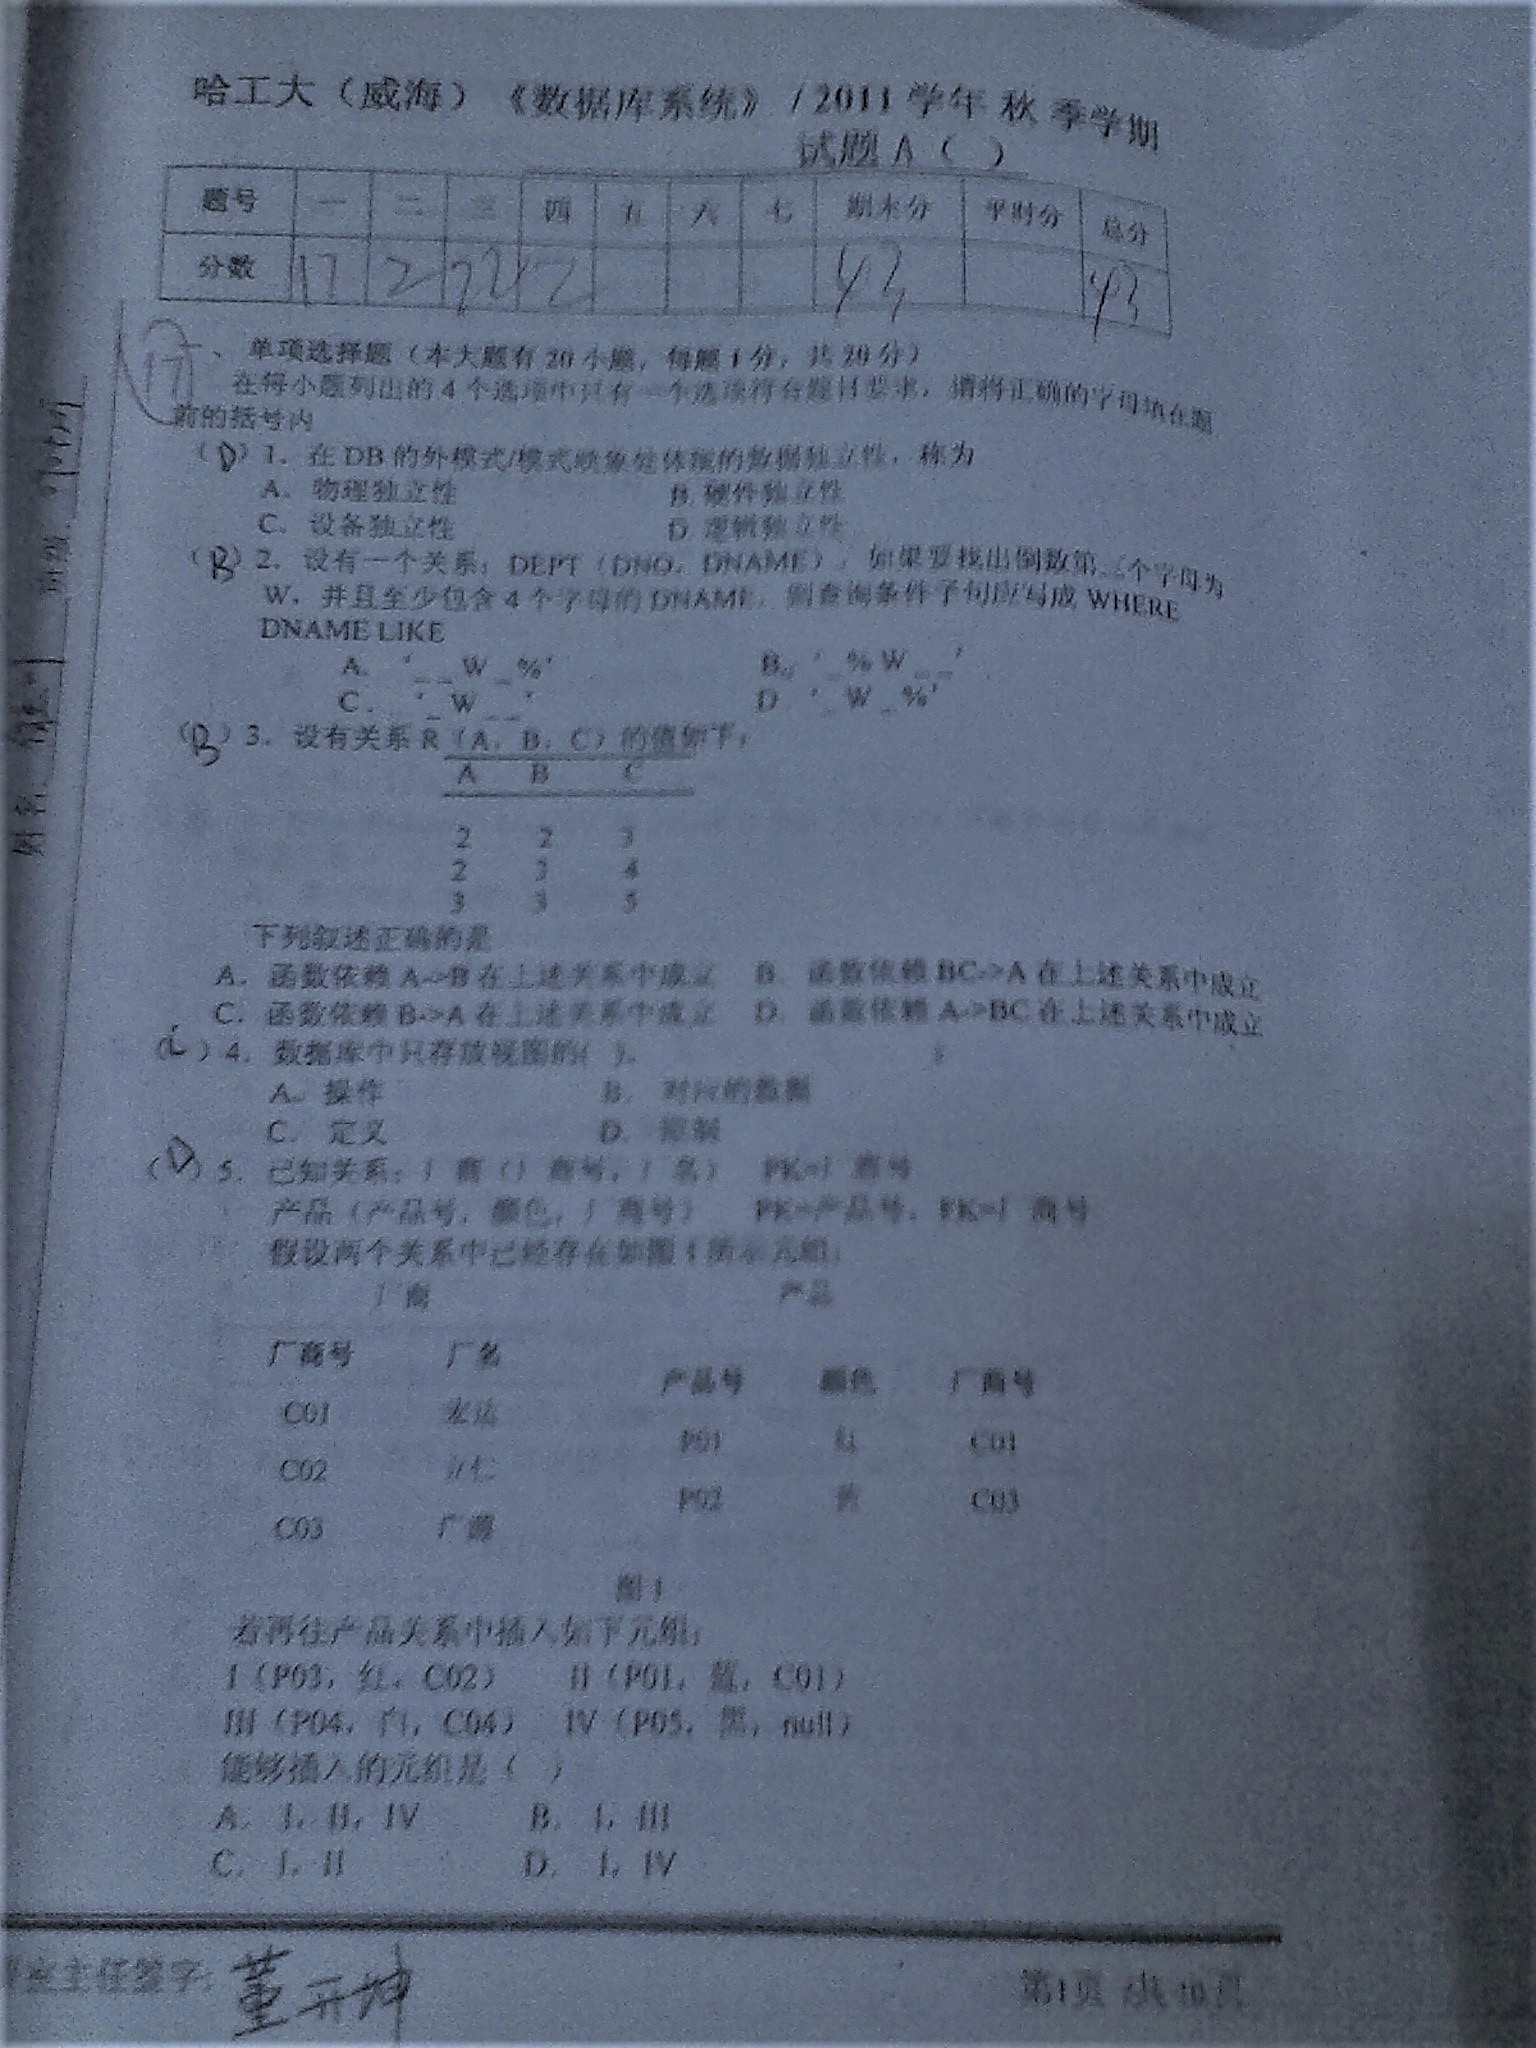 哈工大（威海）《数据库系统》/2011 学年 秋 季学期
试题 A（ ）
题号 一 二 三 四 五 六 七 期末分 平时分 总分
分数 17 2 22 2 43 43
17 、单项选择题（本大题有 20 小题，每题 1 分，共 20 分）
在每小题列出的 4 个选项中只有一个选项符合题目要求，请将正确的字母填在题
前的括号内
（D）1．在 DB 的外模式/模式映象处体现的数据独立性，称为
A．物理独立性 B.硬件独立性
C．设备独立性 D.逻辑独立性
（B）2．设有一个关系：DEPT（DNO，DNAME），如果要找出倒数第三个字母为
W，并且至少包含 4 个字母的 DNAME，则查询条件子句应写成 WHERE
DNAME LIKE
A. '_ _ W _ %' B. '_ % W _ _'
C. '_ W _ _' D. '_ W _ %'
（B）3．设有关系 R（A，B，C）的值如下：
A B C
2 2 3
2 3 4
3 3 5
下列叙述正确的是
A．函数依赖 A->B 在上述关系中成立 B．函数依赖 BC->A 在上述关系中成立
C．函数依赖 B->A 在上述关系中成立 D．函数依赖 A->BC 在上述关系中成立
（C）4．数据库中只存放视图的( )．
A．操作 B．对应的数据
C．定义 D．限制
（D）5．已知关系：厂商（厂商号，厂名） PK=厂商号
产品（产品号，颜色，厂商号） PK=产品号，FK=厂商号
假设两个关系中已经存在如图 1 所示元组：
厂商 产品
厂商号 厂名
产品号 颜色 厂商号
C01 宏达
P01 红 C01
C02 立仁
P02 黄 C03
C03 广源
图 1
若再往产品关系中插入如下元组：
I（P03，红，C02） II（P01，蓝，C01）
III（P04，白，C04） IV（P05，黑，null）
能够插入的元组是（ ）
A. I，II，IV B. I，III
C. I，II D. I，IV
室主任签字：董开坤
第1页 共10页
姓名